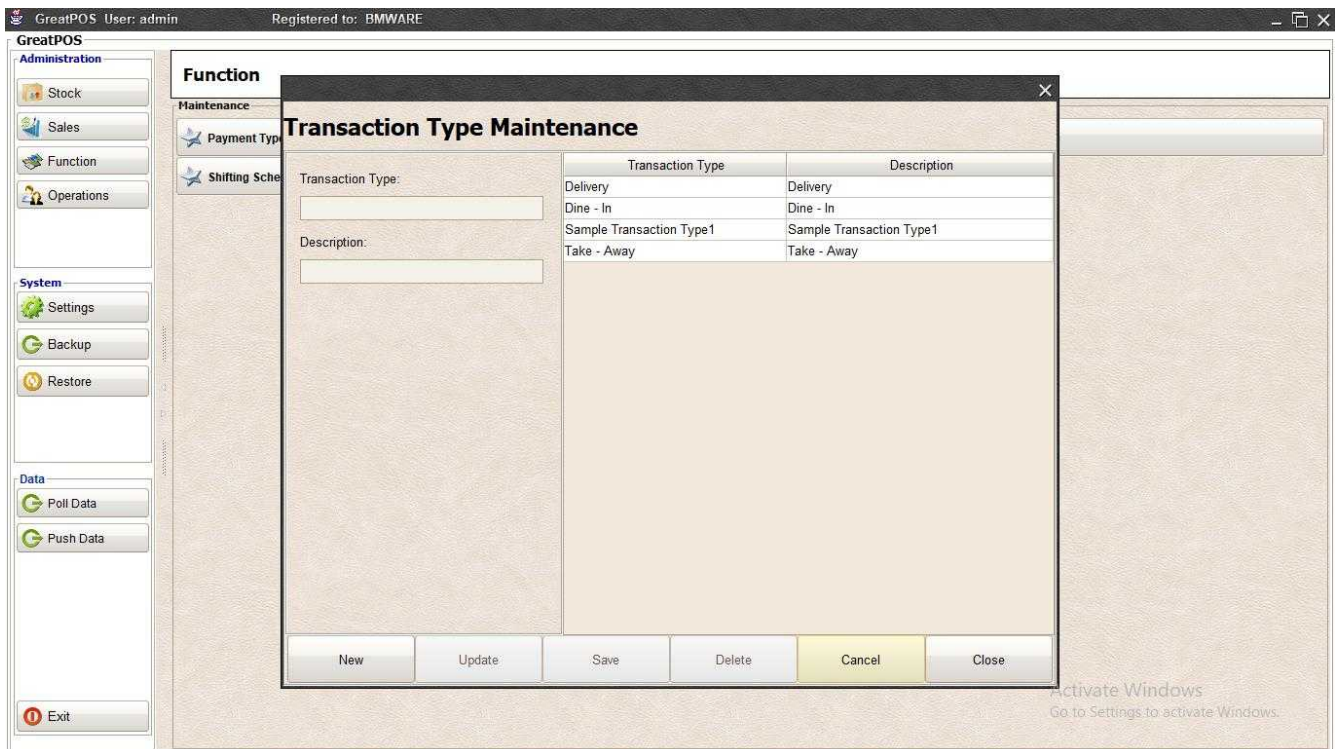 GreatPOS User: admin Registered to: BMWARE
GreatPOS
Administration
Stock
Sales
Function
Operations
System
Settings
Backup
Restore
Data
Poll Data
Push Data
Exit
Function
Maintenance
Payment Typ
Shifting Sche
Transaction Type Maintenance
Transaction Type:
Description:
Transaction Type Description
Delivery Delivery
Dine - In Dine - In
Sample Transaction Type1 Sample Transaction Type1
Take - Away Take - Away
New Update Save Delete Cancel Close
Activate Windows
Go to Settings to activate Windows.